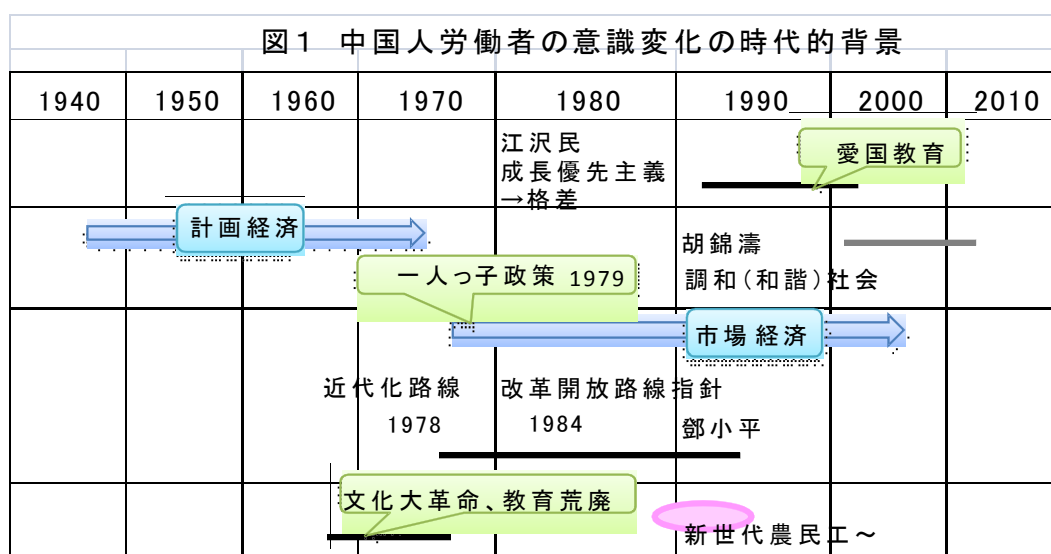 図1 中国人労働者の意識変化の時代的背景
1940 1950 1960 1970 1980 1990 2000 2010
江沢民
成長優先主義
→格差
愛国教育
計画経済
胡錦濤
調和(和諧)社会
一人っ子政策 1979
市場経済
近代化路線
1978
改革開放路線指針
1984
鄧小平
文化大革命、教育荒廃
新世代農民工～